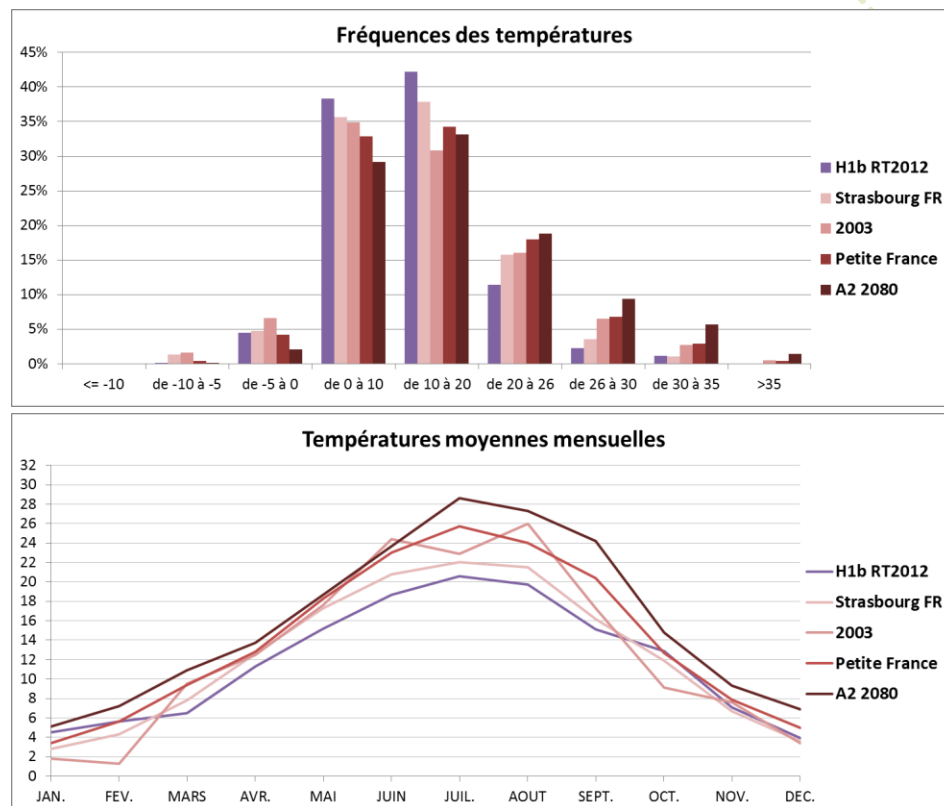 Fréquences des températures
45%
40%
35%
30%
25%
20%
15%
10%
5%
0%
<= -10 de -10 à -5 de -5 à 0 de 0 à 10 de 10 à 20 de 20 à 26 de 26 à 30 de 30 à 35 >35
H1b RT2012
Strasbourg FR
2003
Petite France
A2 2080
Températures moyennes mensuelles
32
30
28
26
24
22
20
18
16
14
12
10
8
6
4
2
0
JAN. FEV. MARS AVR. MAI JUIN JUIL. AOUT SEPT. OCT. NOV. DEC.
H1b RT2012
Strasbourg FR
2003
Petite France
A2 2080